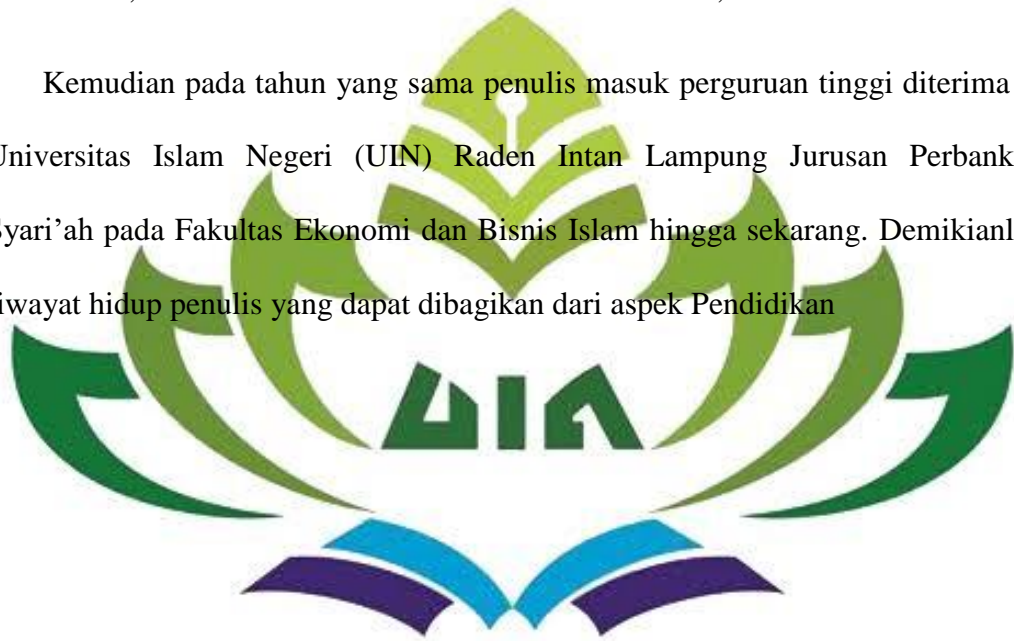 Kemudian pada tahun yang sama penulis masuk perguruan tinggi diterima
Universitas Islam Negeri (UIN) Raden Intan Lampung Jurusan Perbank
Syari’ah pada Fakultas Ekonomi dan Bisnis Islam hingga sekarang. Demikianl
riwayat hidup penulis yang dapat dibagikan dari aspek Pendidikan
UIN